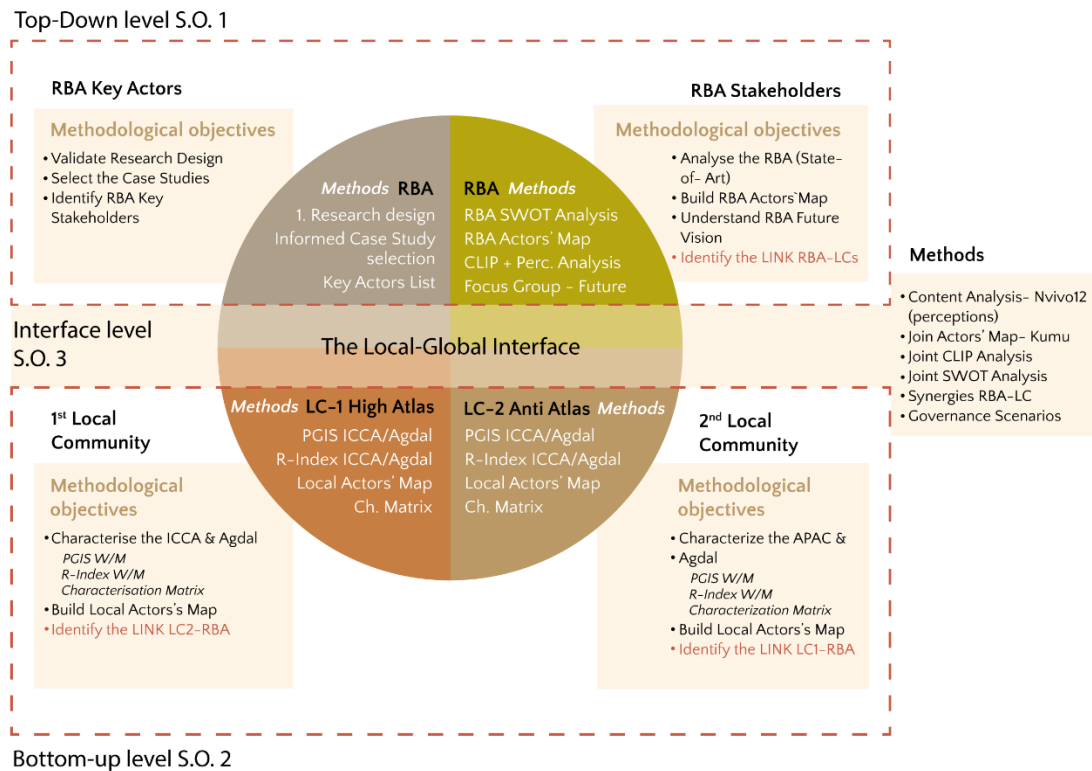 Top-Down level S.O. 1
RBA Key Actors
Methodological objectives
• Validate Research Design
• Select the Case Studies
• Identify RBA Key
Stakeholders
Methods RBA
1. Research design
Informed Case Study
selection
Key Actors List
RBA Methods
RBA SWOT Analysis
RBA Actors' Map
CLIP + Perc. Analysis
Focus Group - Future
RBA Stakeholders
Methodological objectives
• Analyse the RBA (State-
of- Art)
• Build RBA Actors`Map
• Understand RBA Future
Vision
• Identify the LINK RBA-LCs
Interface level
S.O. 3
The Local-Global Interface
Methods
• Content Analysis- Nvivo12
(perceptions)
• Join Actors' Map- Kumu
• Joint CLIP Analysis
• Joint SWOT Analysis
• Synergies RBA-LC
• Governance Scenarios
1st Local
Community
Methodological
objectives
• Characterise the ICCA & Agdal
PGIS W/M
R-Index W/M
Characterisation Matrix
• Build Local Actors's Map
• Identify the LINK LC2-RBA
Methods LC-1 High Atlas
PGIS ICCA/Agdal
R-Index ICCA/Agdal
Local Actors' Map
Ch. Matrix
LC-2 Anti Atlas Methods
PGIS ICCA/Agdal
R-Index ICCA/Agdal
Local Actors' Map
Ch. Matrix
2nd Local
Community
Methodological
objectives
• Characterize the APAC &
• Agdal
PGIS W/M
R-Index W/M
Characterization Matrix
• Build Local Actors's Map
• Identify the LINK LC1-RBA
Bottom-up level S.O. 2